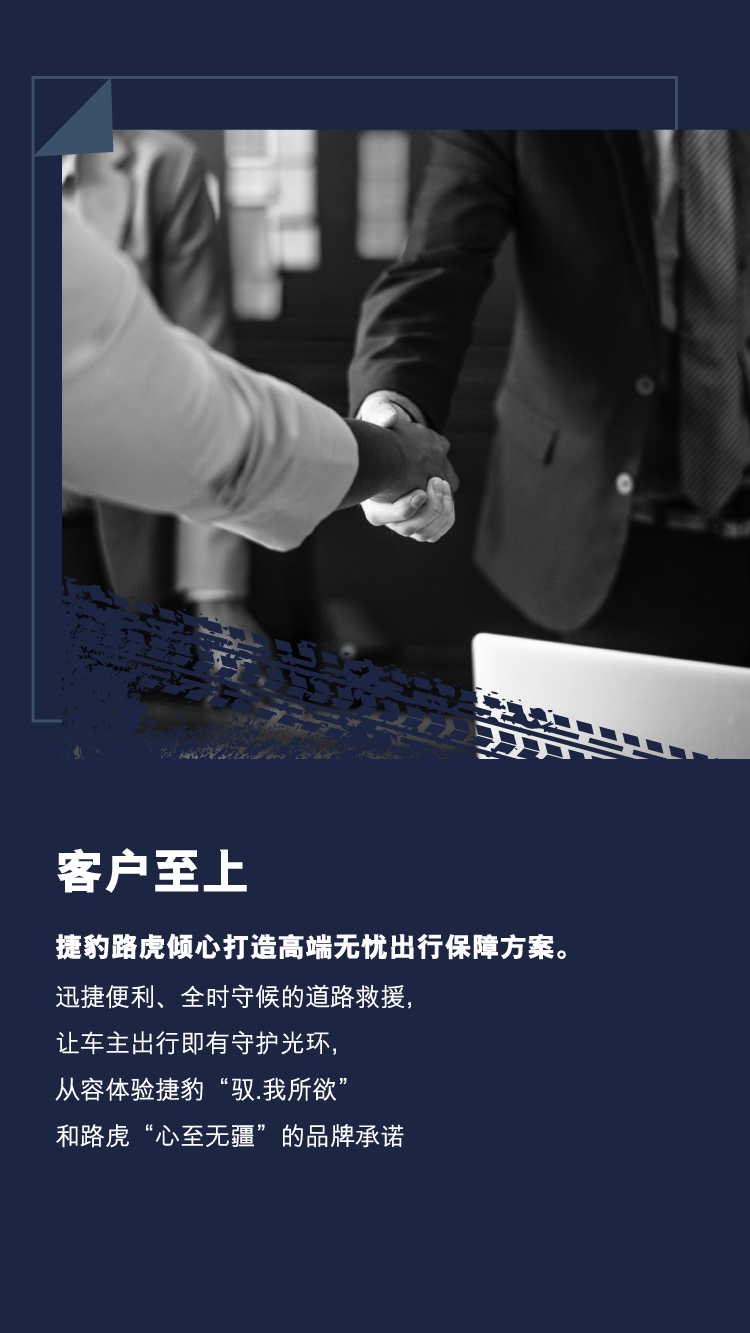 客户至上
捷豹路虎倾心打造高端无忧出行保障方案。
迅捷便利、全时守候的道路救援，
让车主出行即有守护光环，
从容体验捷豹“驭.我所欲”
和路虎“心至无疆”的品牌承诺